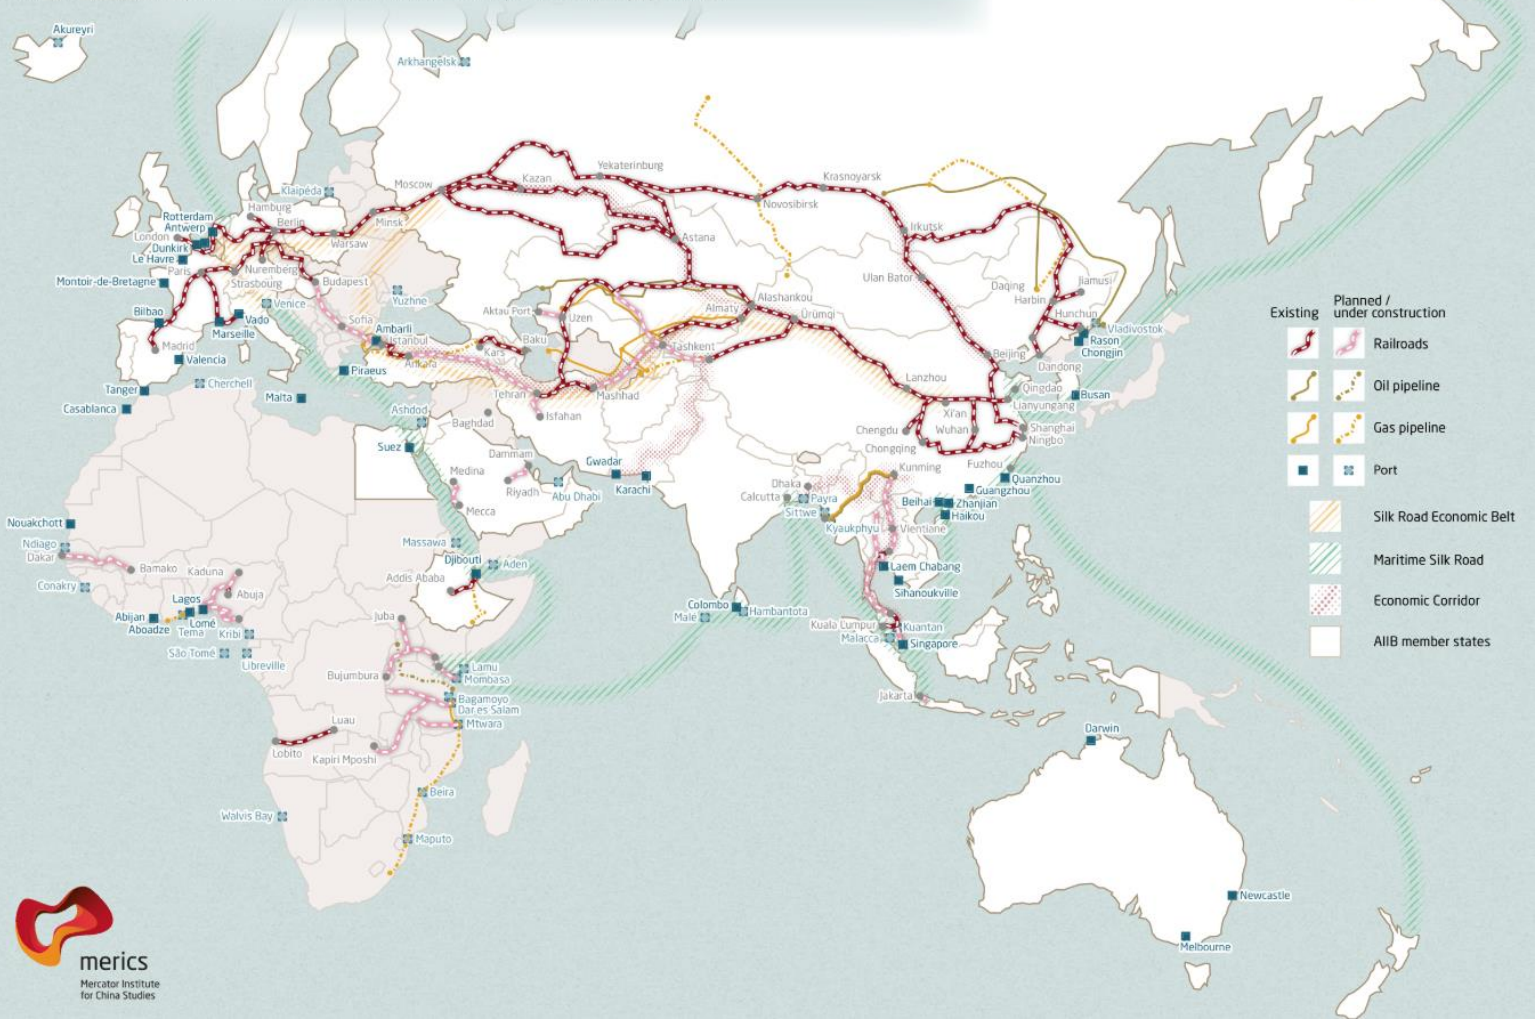 Akureyri
Arkhangelsk
Yekaterinburg
Kazan
Krasnoyarsk
Moscow
Klaipéda
Novosibirsk
Hamburg
Rotterdam
Antwerp
Berlin
Minsk
Irkutsk
London
Dunkirk
Warsaw
Astana
Le Havre
Paris
Nuremberg
Strasbourg
Budapest
Ulan Bator
Daqing
Jiamusi
Montoir-de-Bretagne
Venice
Yuzhne
Alashankou
Harbin
Aktau Port
Uzen
Almaty
Ürümqi
Hunchun
Bilbao
Vado
Sofia
Marseille
Ambarli
Istanbul
Vladivostok
Rason
Chongjin
Madrid
Valencia
Kars
Baku
Tashkent
Beijing
Dandong
Ankara
Piraeus
Tanger
Cherchell
Casablanca
Malta
Tehran
Mashhad
Lanzhou
Qingdao
Lianyungang
Busan
Ashdod
Baghdad
Isfahan
Xi'an
Chengdu
Wuhan
Shanghai
Ningbo
Suez
Chongqing
Dammam
Medina
Gwadar
Karachi
Kunming
Fuzhou
Quanzhou
Riyadh
Abu Dhabi
Dhaka
Calcutta
Payra
Sittwe
Guangzhou
Beihai
Zhanjian
Haikou
Mecca
Kyaukphyu
Vientiane
Nouakchott
Ndiago
Dakar
Massawa
Bamako
Kaduna
Djibouti
Aden
Laem Chabang
Conakry
Addis Ababa
Sihanoukville
Abuja
Lagos
Abijan
Aboadze
Lomé
Tema
Kribi
Juba
Colombo
Hambantota
Malé
Kuala Lumpur
Kuantan
Malacca
Singapore
São Tomé
Libreville
Lamu
Bujumbura
Mombasa
Jakarta
Bagamoyo
Dar es Salam
Mtwara
Luau
Lobito
Kapiri Mposhi
Darwin
Beira
Walvis Bay
Maputo
Newcastle
Melbourne
Existing
Planned /
under construction
Railroads
Oil pipeline
Gas pipeline
Port
Silk Road Economic Belt
Maritime Silk Road
Economic Corridor
AIIB member states
merics
Mercator Institute
for China Studies